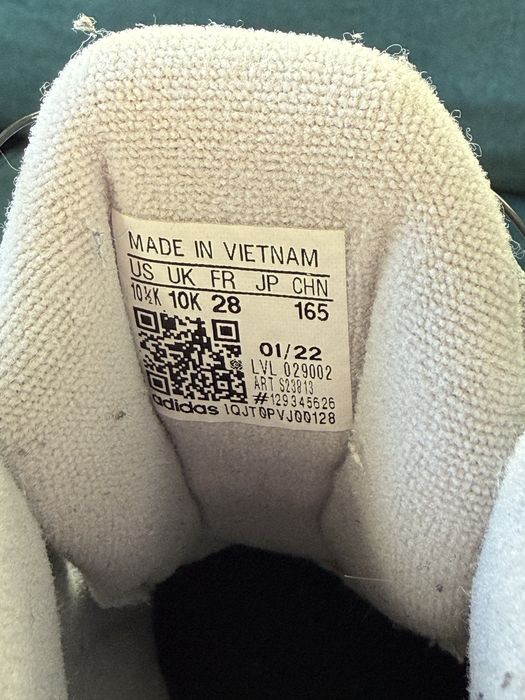 MADE IN VIETNAM
US UK FR JP CHN
10½K 10K 28 165
01/22
LVL 029002
ART S23813
#129345626
adidas IQJT0PVJ00128